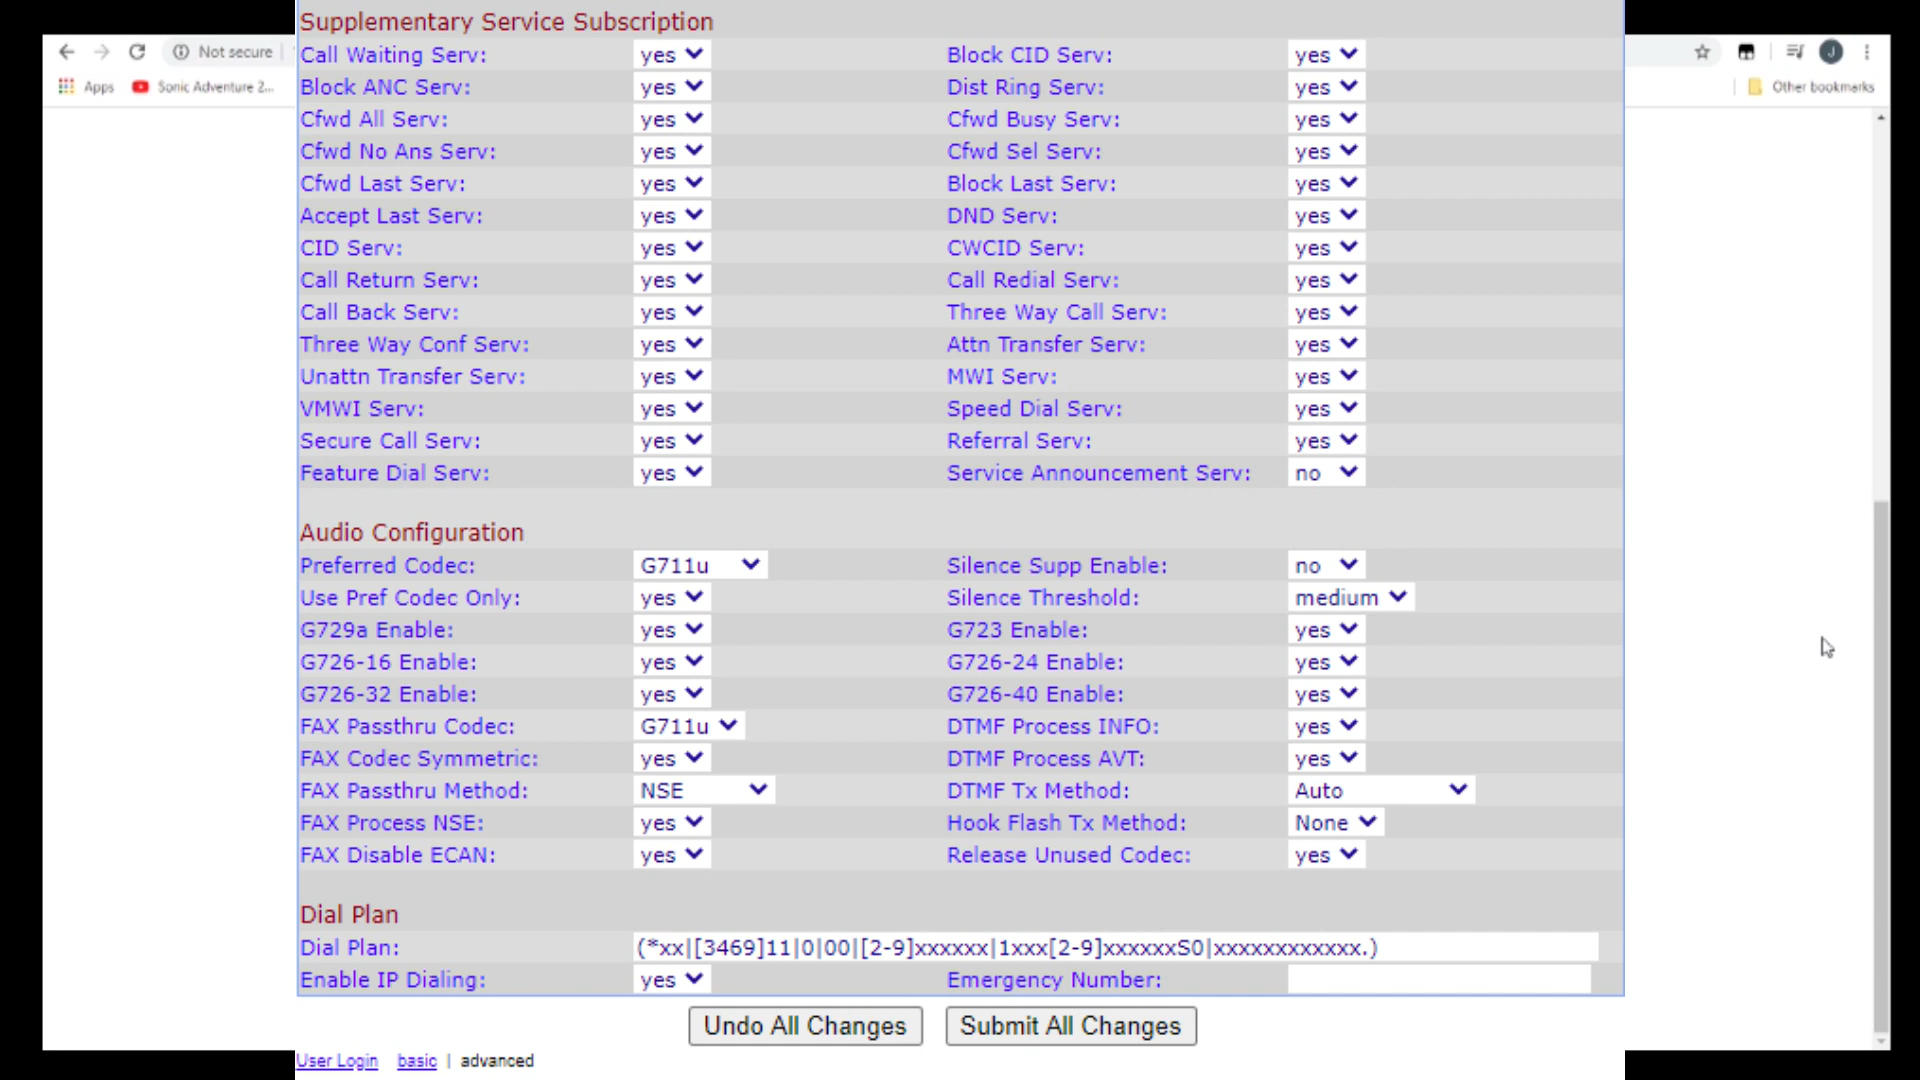 Supplementary Service Subscription
Call Waiting Serv: yes Block CID Serv: yes
Not secure
Block ANC Serv: yes Dist Ring Serv: yes
Apps Sonic Adventure 2... Other bookmarks
J
Cfwd All Serv: yes Cfwd Busy Serv: yes
Cfwd No Ans Serv: yes Cfwd Sel Serv: yes
Cfwd Last Serv: yes Block Last Serv: yes
Accept Last Serv: yes DND Serv: yes
CID Serv: yes CWCID Serv: yes
Call Return Serv: yes Call Redial Serv: yes
Call Back Serv: yes Three Way Call Serv: yes
Three Way Conf Serv: yes Attn Transfer Serv: yes
Unattn Transfer Serv: yes MWI Serv: yes
VMWI Serv: yes Speed Dial Serv: yes
Secure Call Serv: yes Referral Serv: yes
Feature Dial Serv: yes Service Announcement Serv: no
Audio Configuration
Preferred Codec: G711u Silence Supp Enable: no
Use Pref Codec Only: yes Silence Threshold: medium
G729a Enable: yes G723 Enable: yes
G726-16 Enable: yes G726-24 Enable: yes
G726-32 Enable: yes G726-40 Enable: yes
FAX Passthru Codec: G711u DTMF Process INFO: yes
FAX Codec Symmetric: yes DTMF Process AVT: yes
FAX Passthru Method: NSE DTMF Tx Method: Auto
FAX Process NSE: yes Hook Flash Tx Method: None
FAX Disable ECAN: yes Release Unused Codec: yes
Dial Plan
Dial Plan: (*xx|[3469]11|0|00|[2-9]xxxxxx|1xxx[2-9]xxxxxxS0|xxxxxxxxxxxx.)
Enable IP Dialing: yes Emergency Number:
Undo All Changes Submit All Changes
User Login basic | advanced